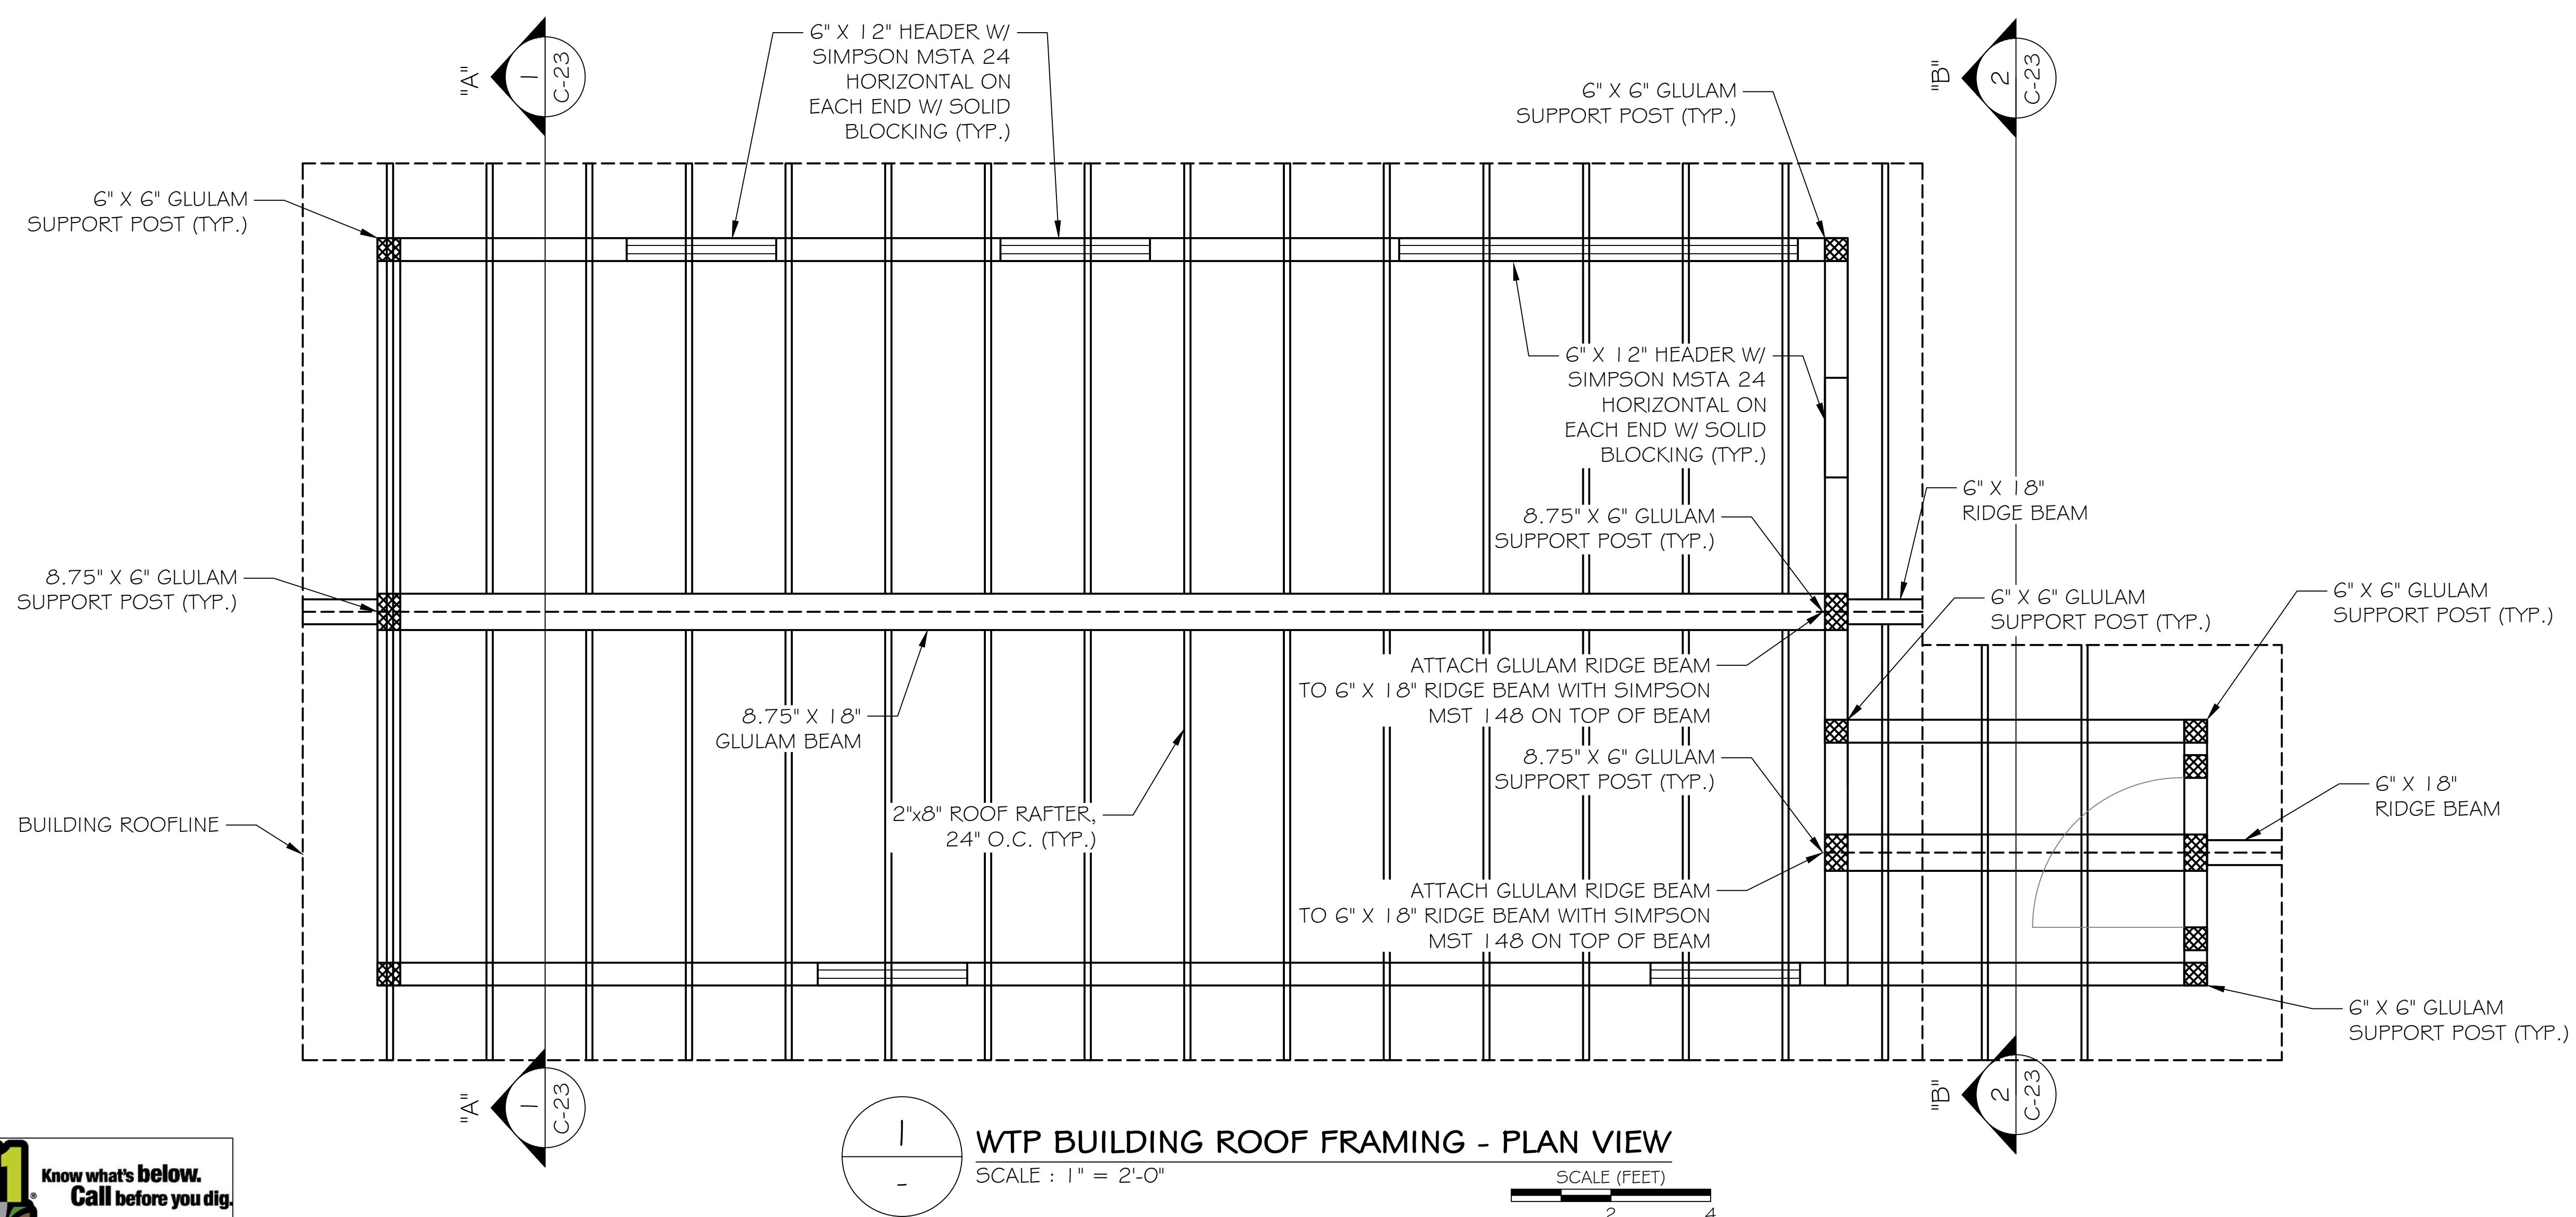 6" X 12" HEADER W/
SIMPSON MSTA 24
HORIZONTAL ON
EACH END W/ SOLID
BLOCKING (TYP.)
"A"
1
C-23
"B"
2
C-23
6" X 6" GLULAM
SUPPORT POST (TYP.)
6" X 6" GLULAM
SUPPORT POST (TYP.)
6" X 12" HEADER W/
SIMPSON MSTA 24
HORIZONTAL ON
EACH END W/ SOLID
BLOCKING (TYP.)
6" X 18"
RIDGE BEAM
8.75" X 6" GLULAM
SUPPORT POST (TYP.)
8.75" X 6" GLULAM
SUPPORT POST (TYP.)
6" X 6" GLULAM
SUPPORT POST (TYP.)
6" X 6" GLULAM
SUPPORT POST (TYP.)
ATTACH GLULAM RIDGE BEAM
TO 6" X 18" RIDGE BEAM WITH SIMPSON
MST 148 ON TOP OF BEAM
8.75" X 18"
GLULAM BEAM
8.75" X 6" GLULAM
SUPPORT POST (TYP.)
6" X 18"
RIDGE BEAM
2"x8" ROOF RAFTER,
24" O.C. (TYP.)
BUILDING ROOFLINE
ATTACH GLULAM RIDGE BEAM
TO 6" X 18" RIDGE BEAM WITH SIMPSON
MST 148 ON TOP OF BEAM
6" X 6" GLULAM
SUPPORT POST (TYP.)
"A"
1
C-23
"B"
2
C-23
1
-
WTP BUILDING ROOF FRAMING - PLAN VIEW
SCALE : 1" = 2'-0"
SCALE (FEET)
2 4
1®
Know what's below.
Call before you dig.